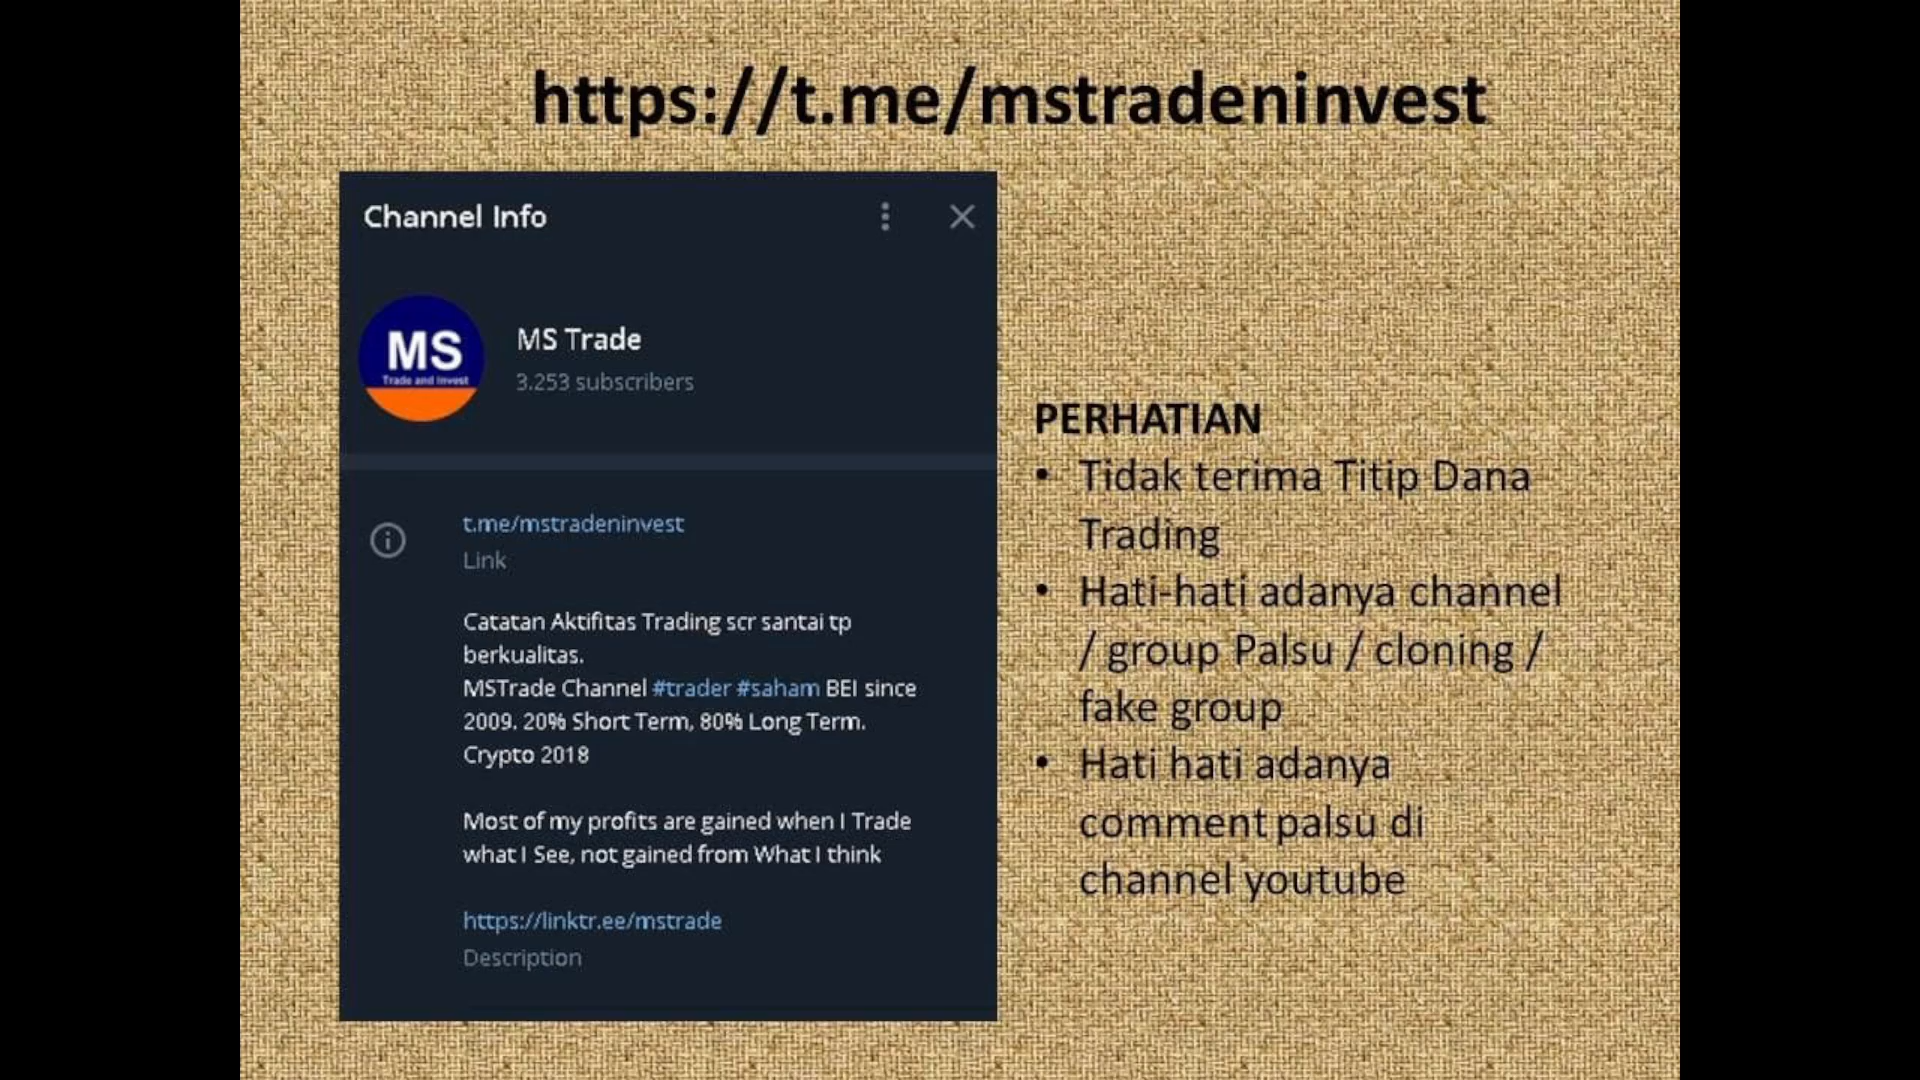 https://t.me/mstradeninvest
Channel Info
MS
Trade and Invest
MS Trade
3.253 subscribers
t.me/mstradeninvest
Link
Catatan Aktifitas Trading scr santai tp
berkualitas.
MSTrade Channel #trader #saham BEI since
2009. 20% Short Term, 80% Long Term.
Crypto 2018
Most of my profits are gained when I Trade
what I See, not gained from What I think
https://linktr.ee/mstrade
Description
PERHATIAN
• Tidak terima Titip Dana
Trading
• Hati-hati adanya channel
/ group Palsu / cloning /
fake group
• Hati hati adanya
comment palsu di
channel youtube